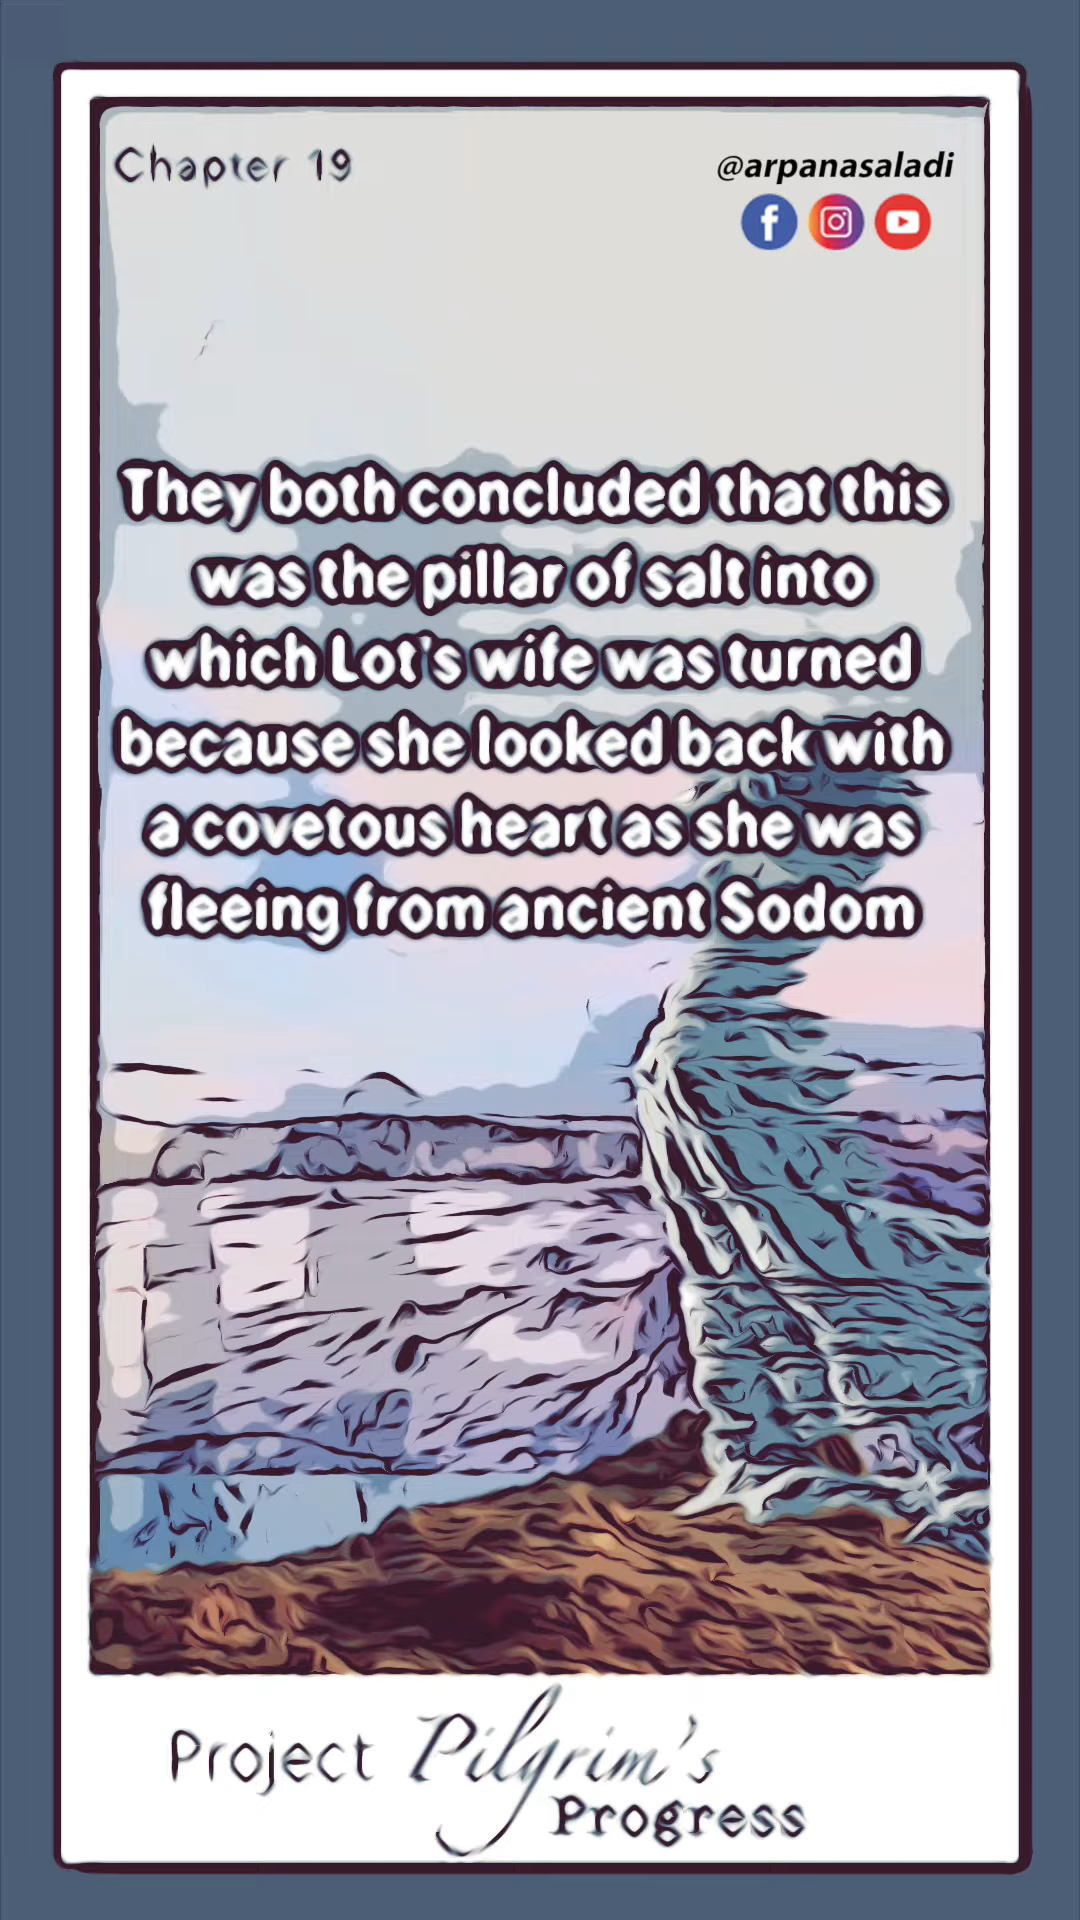 Chapter 19
@arpanasaladi
They both concluded that this
was the pillar of salt into
which Lot's wife was turned
because she looked back with
a covetous heart as she was
fleeing from ancient Sodom
Project Pilgrim's
Progress